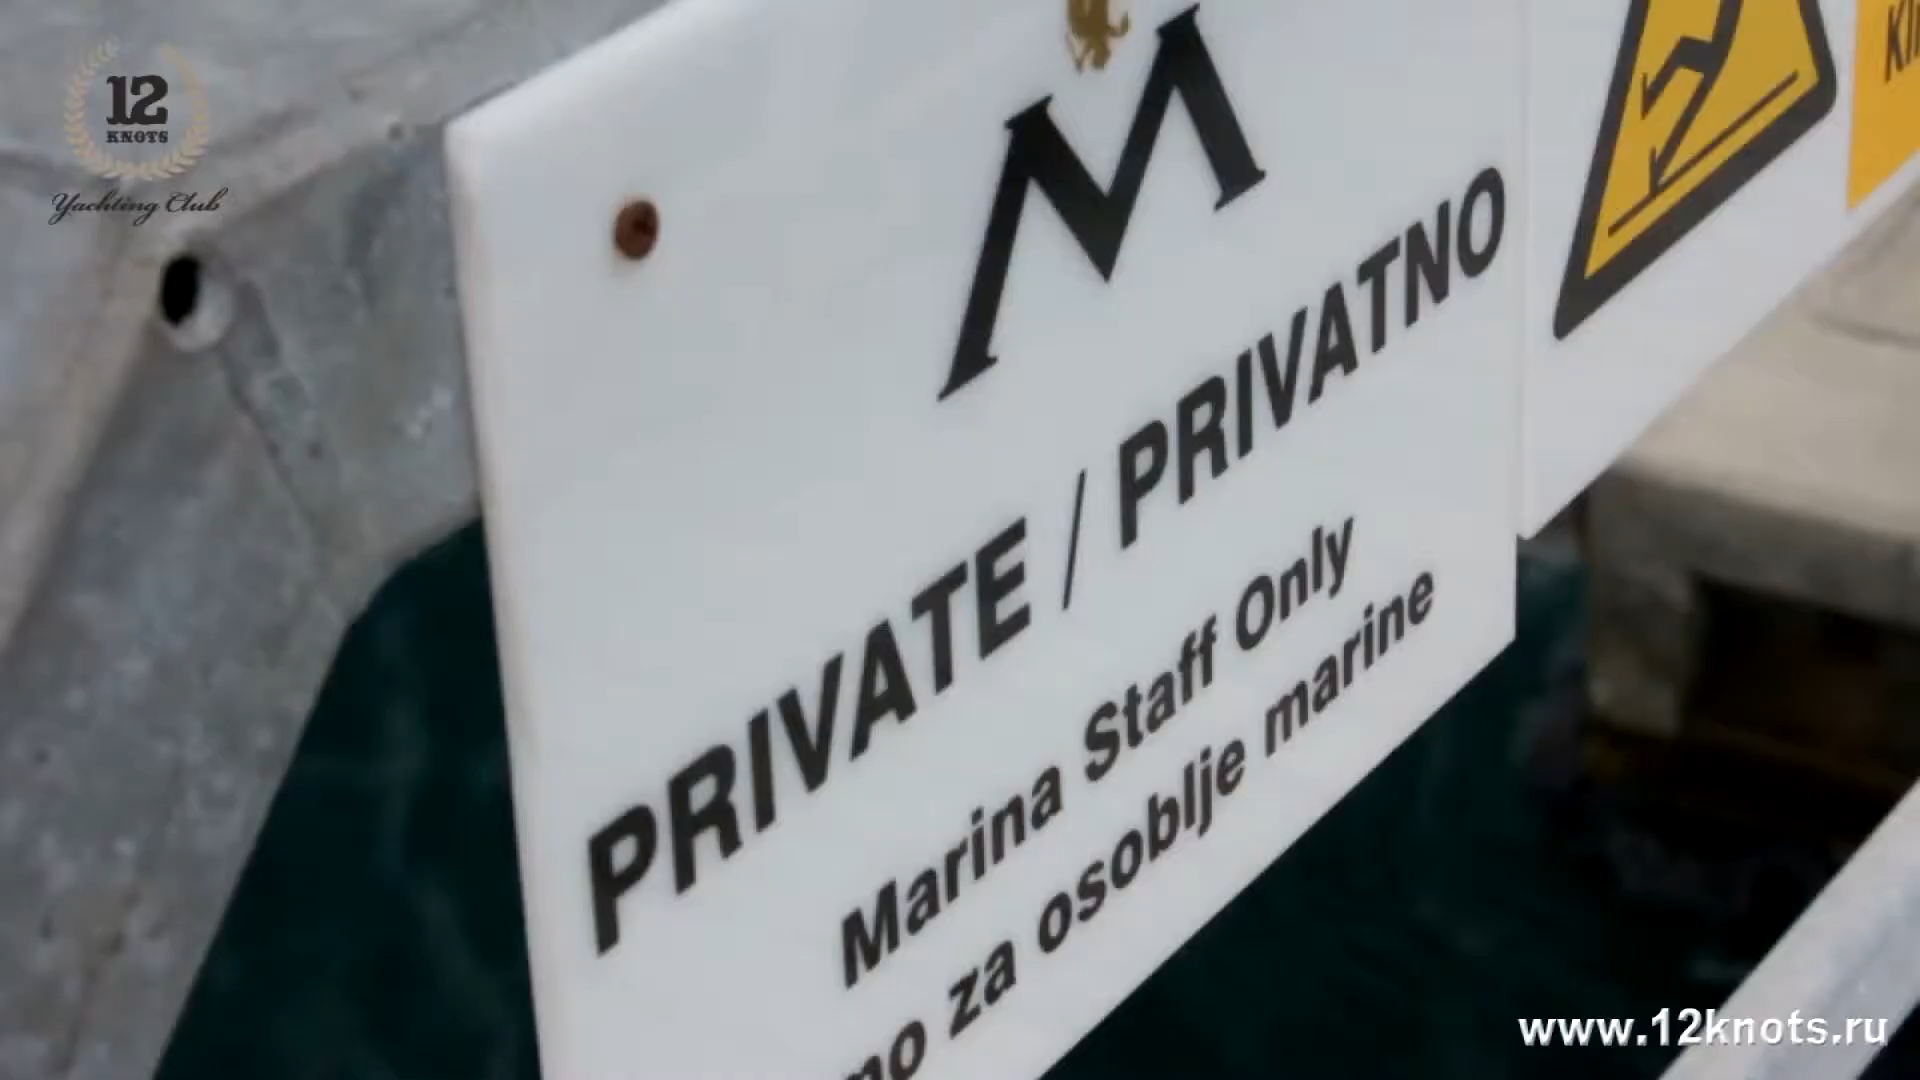 12
KNOTS
Yachting Club
M
PRIVATE / PRIVATNO
Marina Staff Only
za osoblje marine
www.12knots.ru